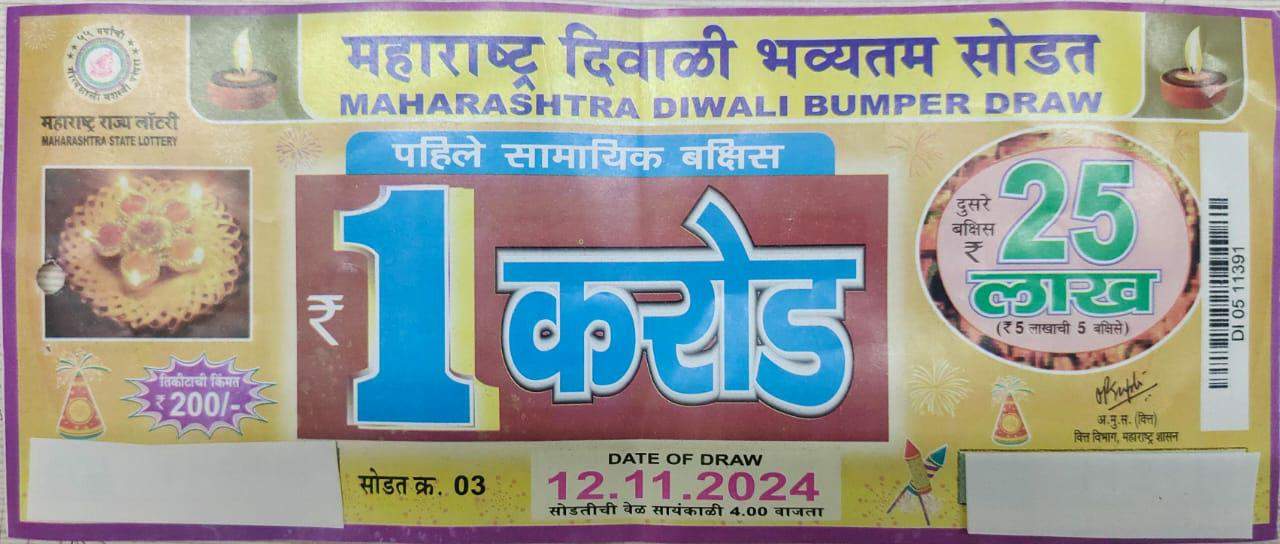 महाराष्ट्र दिवाळी भव्यतम सोडत
MAHARASHTRA DIWALI BUMPER DRAW
महाराष्ट्र राज्य लॉटरी
MAHARASHTRA STATE LOTTERY
पहिले सामायिक बक्षिस
₹ 1 करोड
दुसरे
बक्षिस
₹ 25
लाख
(₹ 5 लाखाची 5 बक्षिसे)
DI 05 11391
तिकीटाची किंमत
₹ 200/-
अ.मु.स. (वित्त)
वित्त विभाग, महाराष्ट्र शासन
सोडत क्र. 03
DATE OF DRAW
12.11.2024
सोडतीची वेळ सायंकाळी 4.00 वाजता